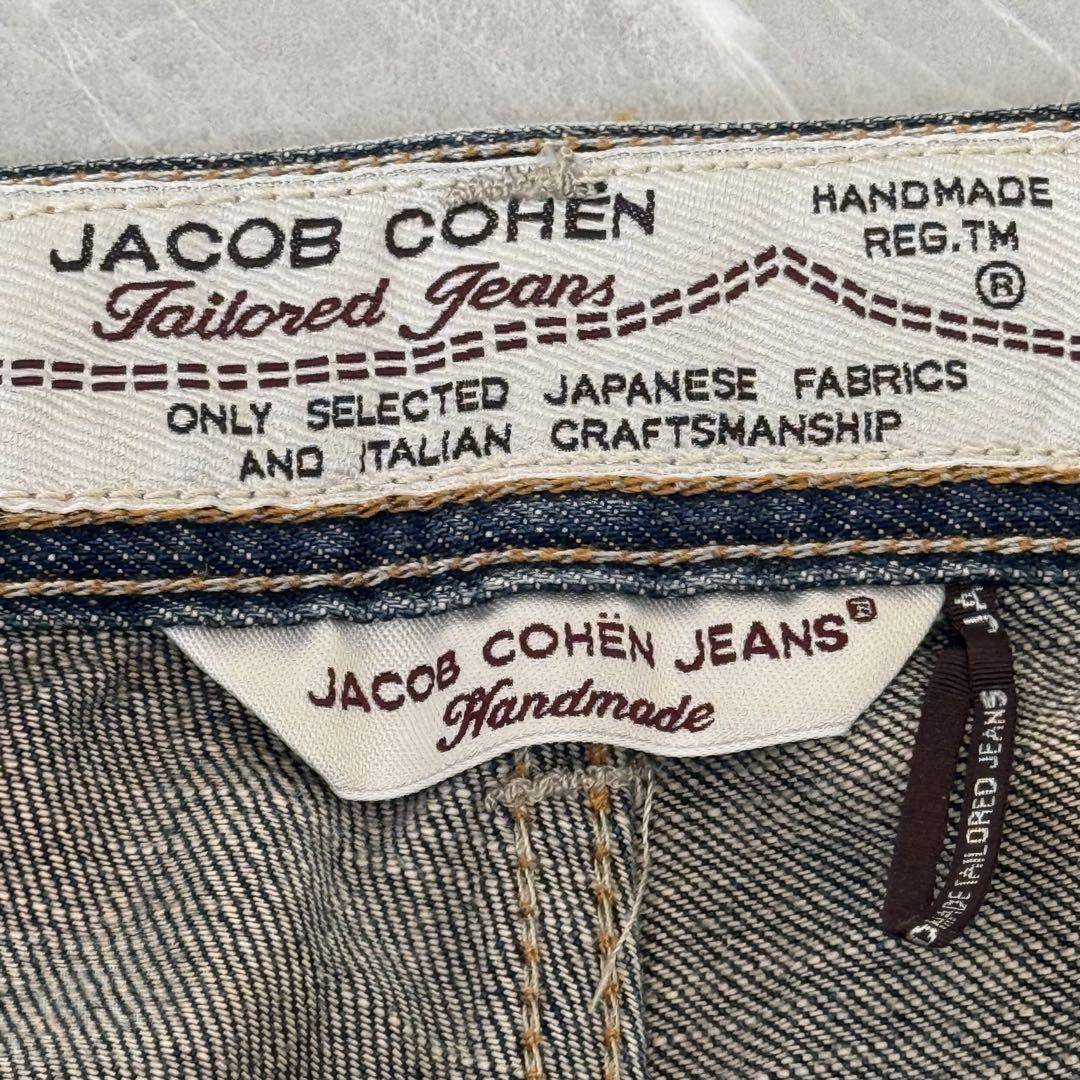 JACOB COHËN
Tailored Jeans
HANDMADE
REG.TM
®
ONLY SELECTED JAPANESE FABRICS
AND ITALIAN CRAFTSMANSHIP
JACOB COHËN JEANS®
Handmade
JA
TAILORED JEANS